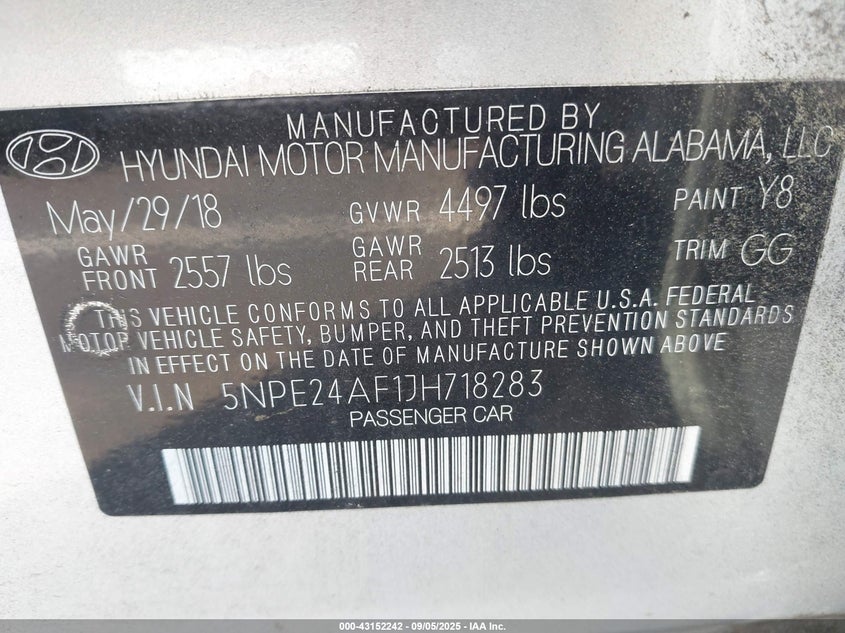 MANUFACTURED BY
HYUNDAI MOTOR MANUFACTURING ALABAMA, LLC
May/29/18 GVWR 4497 lbs PAINT Y8
GAWR FRONT 2557 lbs GAWR REAR 2513 lbs TRIM GG
THIS VEHICLE CONFORMS TO ALL APPLICABLE U.S.A. FEDERAL
MOTOR VEHICLE SAFETY, BUMPER, AND THEFT PREVENTION STANDARDS
IN EFFECT ON THE DATE OF MANUFACTURE SHOWN ABOVE
V.I.N 5NPE24AF1JH718283
PASSENGER CAR
000-43152242 - 09/05/2025 - IAA Inc.